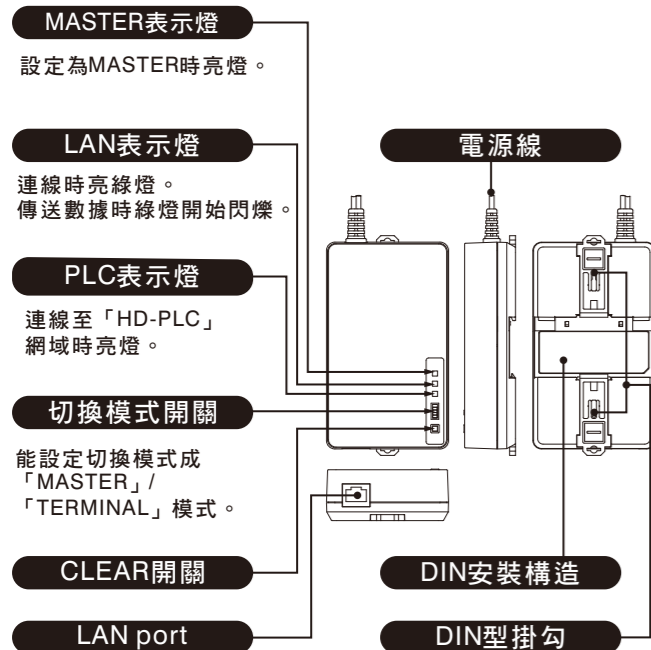 MASTER表示燈
設定為MASTER時亮燈。
LAN表示燈
連線時亮綠燈。
傳送數據時綠燈開始閃爍。
PLC表示燈
連線至「HD-PLC」
網域時亮燈。
切換模式開關
能設定切換模式成
「MASTER」/
「TERMINAL」模式。
CLEAR開關
LAN port
電源線
DIN安裝構造
DIN型掛勾